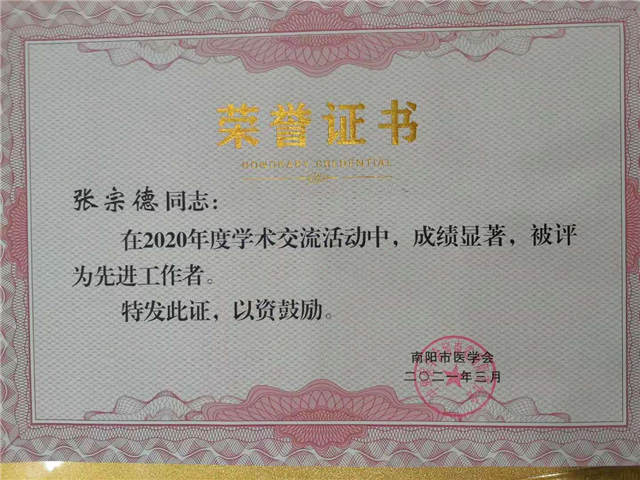 荣誉证书
HONORARY CREDENTIAL
张宗德同志：
在2020年度学术交流活动中，成绩显著，被评
为先进工作者。
特发此证，以资鼓励。
南阳市医学会
二〇二一年三月